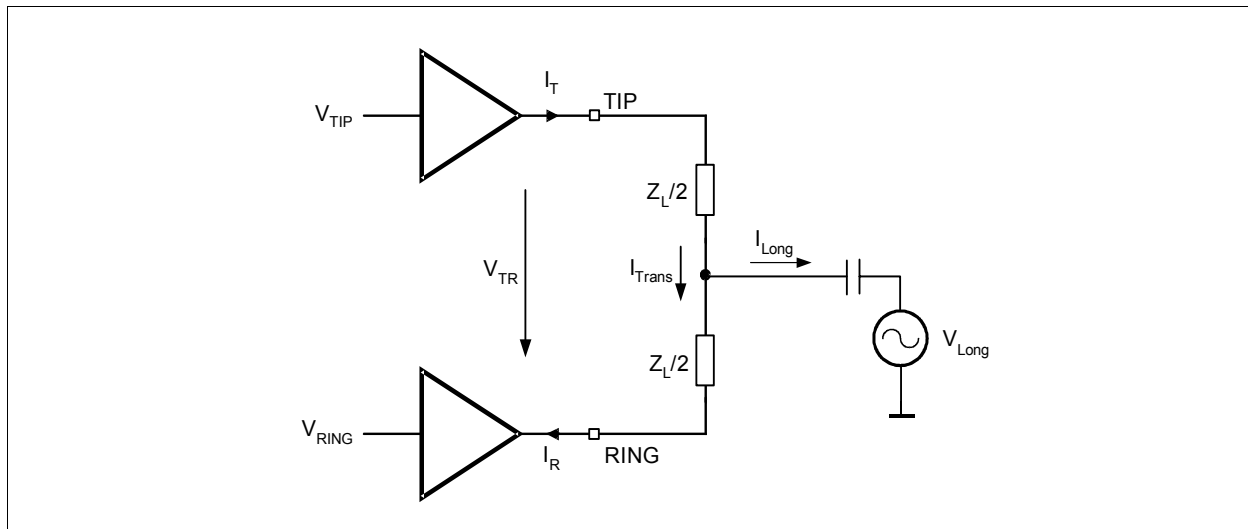 I_T
TIP
V_TIP
Z_L/2
I_Long
V_TR
I_Trans
V_Long
Z_L/2
V_RING
I_R
RING